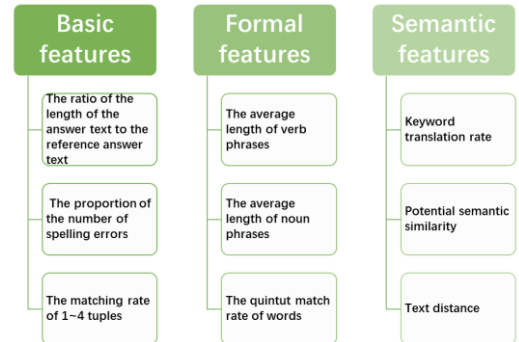 Basic
features
The ratio of the
length of the
answer text to the
reference answer
text
The proportion of
the number of
spelling errors
The matching rate
of 1~4 tuples
Formal
features
The average
length of verb
phrases
The average
length of noun
phrases
The quintut match
rate of words
Semantic
features
Keyword
translation rate
Potential semantic
similarity
Text distance